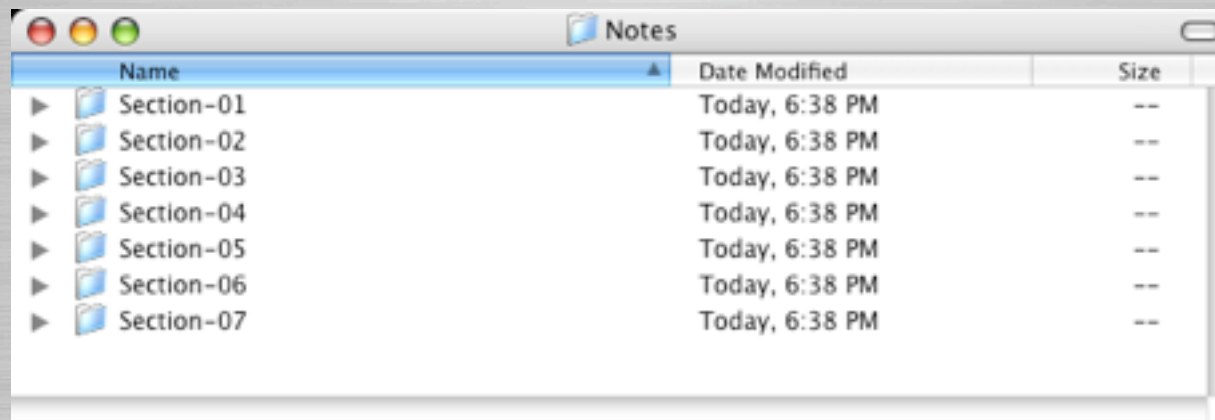 Notes
Name Date Modified Size
Section-01 Today, 6:38 PM --
Section-02 Today, 6:38 PM --
Section-03 Today, 6:38 PM --
Section-04 Today, 6:38 PM --
Section-05 Today, 6:38 PM --
Section-06 Today, 6:38 PM --
Section-07 Today, 6:38 PM --